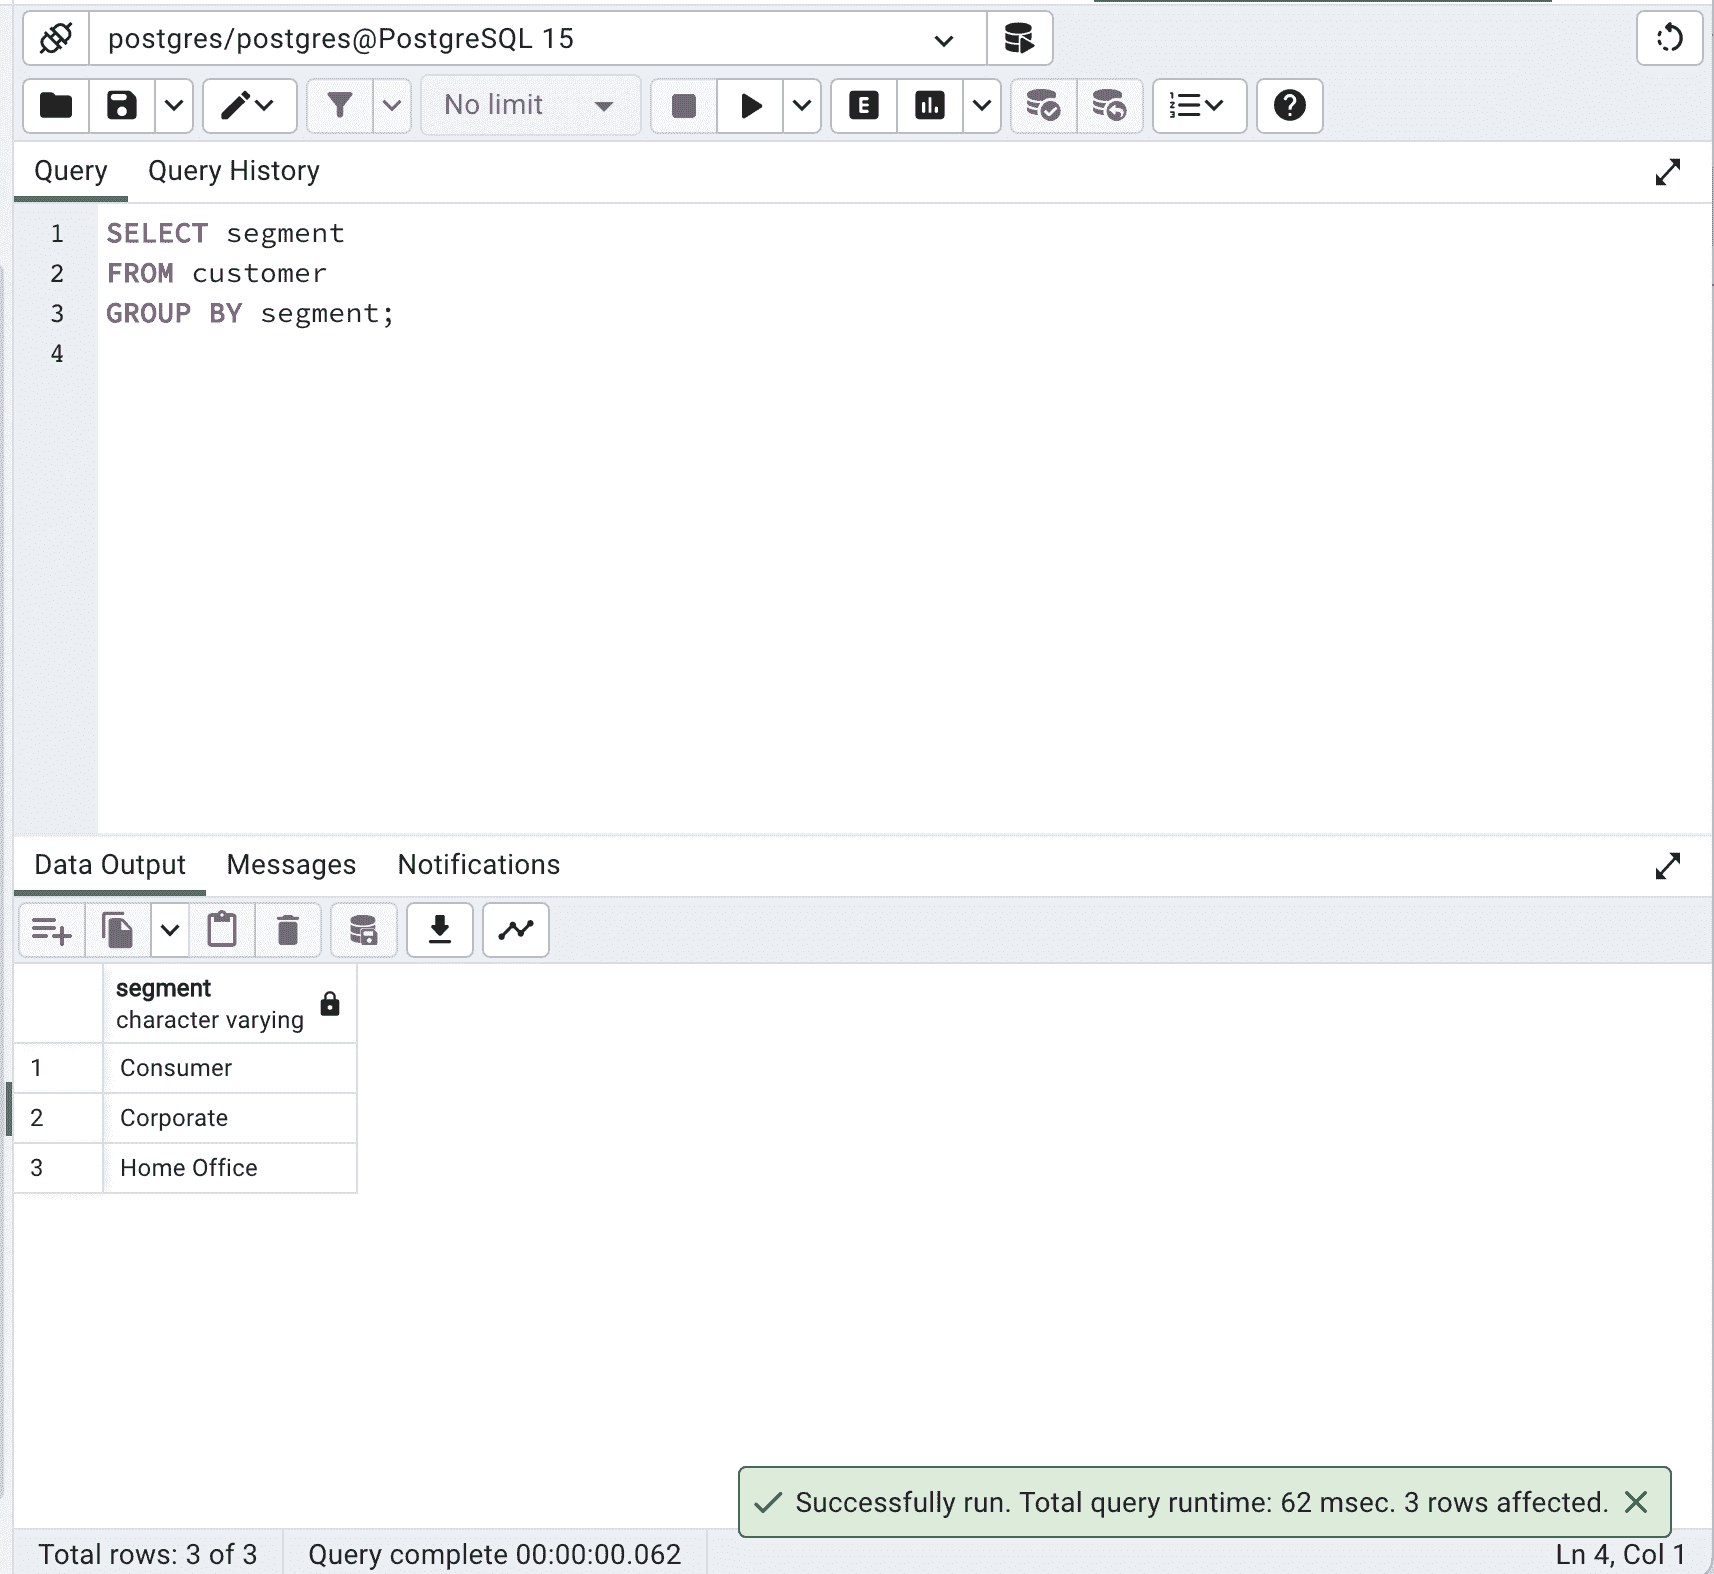 postgres/postgres@PostgreSQL 15
No limit
E
Query Query History
1 SELECT segment
2 FROM customer
3 GROUP BY segment;
4
Data Output Messages Notifications
segment
character varying
1 Consumer
2 Corporate
3 Home Office
Successfully run. Total query runtime: 62 msec. 3 rows affected.
Total rows: 3 of 3 Query complete 00:00:00.062 Ln 4, Col 1